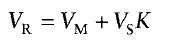 V_R = V_M + V_S K